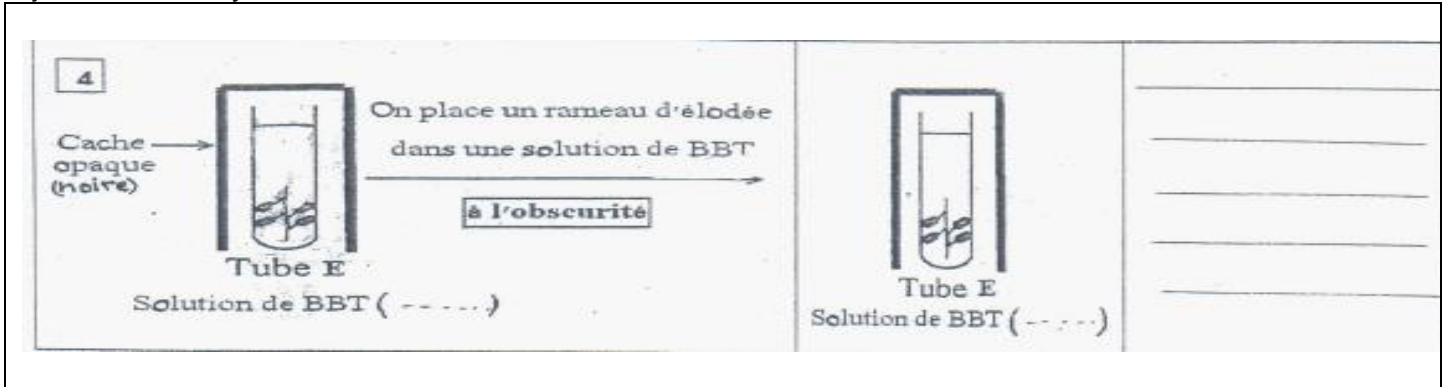 4
On place un rameau d'élodée
dans une solution de BBT
Cache
opaque
(noire)
à l'obscurité
Tube E
Solution de BBT ( - - - - - )
Tube E
Solution de BBT ( - - - - - )